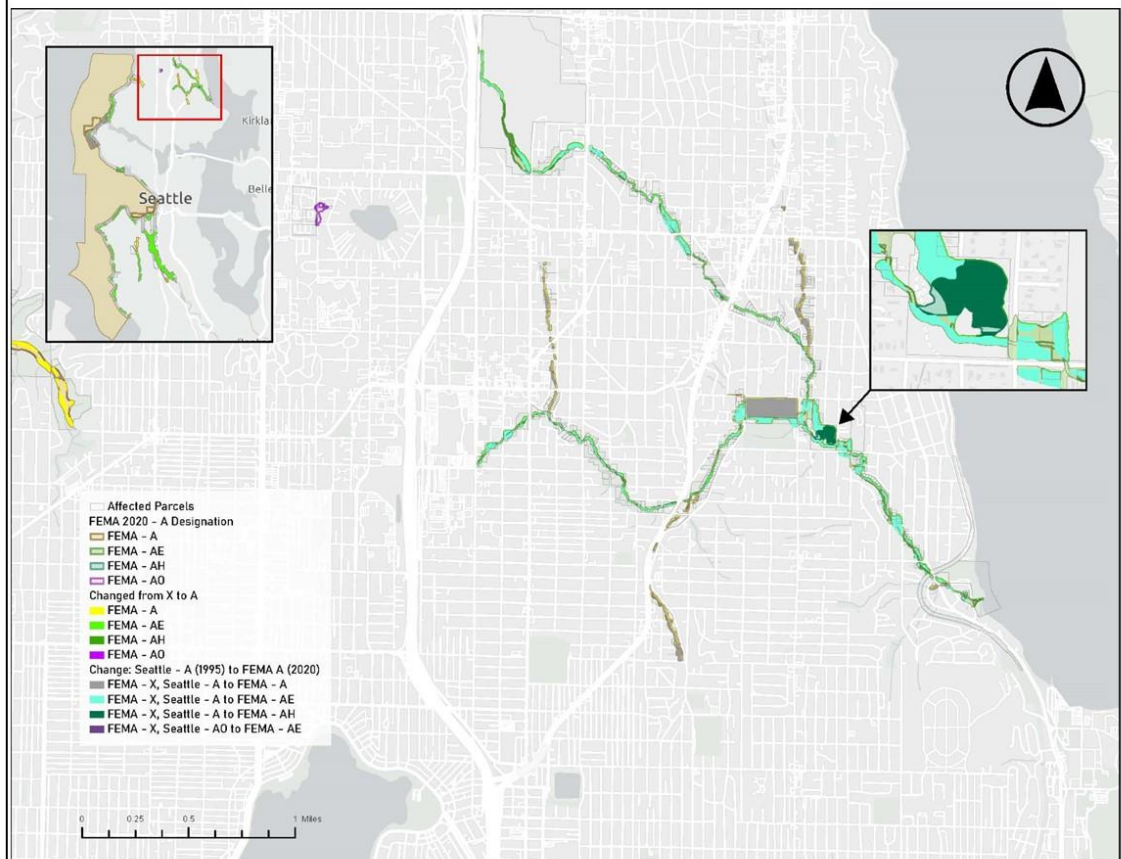 Kirkla
Belle
Seattle
Affected Parcels
FEMA 2020 - A Designation
FEMA - A
FEMA - AE
FEMA - AH
FEMA - AO
Changed from X to A
FEMA - A
FEMA - AE
FEMA - AH
FEMA - AO
Change: Seattle - A (1995) to FEMA A (2020)
FEMA - X, Seattle - A to FEMA - A
FEMA - X, Seattle - A to FEMA - AE
FEMA - X, Seattle - A to FEMA - AH
FEMA - X, Seattle - AO to FEMA - AE
0 0.25 0.5 1 Miles